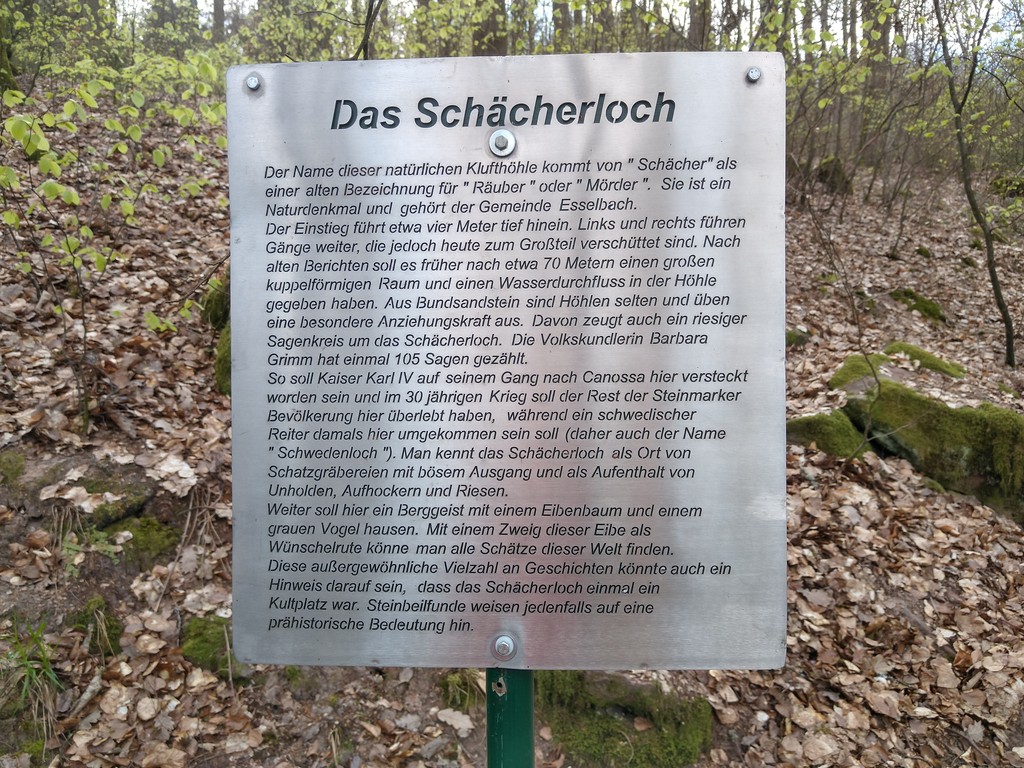 Das Schächerloch
Der Name dieser natürlichen Klufthöhle kommt von " Schächer" als
einer alten Bezeichnung für " Räuber " oder " Mörder ". Sie ist ein
Naturdenkmal und gehört der Gemeinde Esselbach.
Der Einstieg führt etwa vier Meter tief hinein. Links und rechts führen
Gänge weiter, die jedoch heute zum Großteil verschüttet sind. Nach
alten Berichten soll es früher nach etwa 70 Metern einen großen
kuppelförmigen Raum und einen Wasserdurchfluss in der Höhle
gegeben haben. Aus Bundsandstein sind Höhlen selten und üben
eine besondere Anziehungskraft aus. Davon zeugt auch ein riesiger
Sagenkreis um das Schächerloch. Die Volkskundlerin Barbara
Grimm hat einmal 105 Sagen gezählt.
So soll Kaiser Karl IV auf seinem Gang nach Canossa hier versteckt
worden sein und im 30 jährigen Krieg soll der Rest der Steinmarker
Bevölkerung hier überlebt haben, während ein schwedischer
Reiter damals hier umgekommen sein soll (daher auch der Name
" Schwedenloch "). Man kennt das Schächerloch als Ort von
Schatzgräbereien mit bösem Ausgang und als Aufenthalt von
Unholden, Aufhockern und Riesen.
Weiter soll hier ein Berggeist mit einem Eibenbaum und einem
grauen Vogel hausen. Mit einem Zweig dieser Eibe als
Wünschelrute könne man alle Schätze dieser Welt finden.
Diese außergewöhnliche Vielzahl an Geschichten könnte auch ein
Hinweis darauf sein, dass das Schächerloch einmal ein
Kultplatz war. Steinbeilfunde weisen jedenfalls auf eine
prähistorische Bedeutung hin.